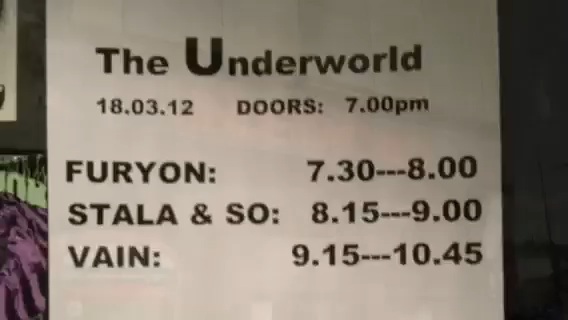 The Underworld
18.03.12 DOORS: 7.00pm
FURYON: 7.30---8.00
STALA & SO: 8.15---9.00
VAIN: 9.15---10.45